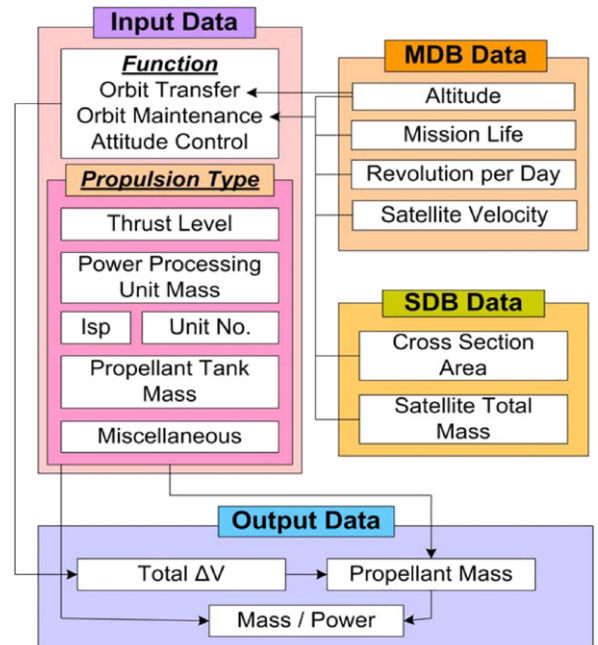 Input Data
Function
Orbit Transfer
Orbit Maintenance
Attitude Control
Propulsion Type
Thrust Level
Power Processing
Unit Mass
Isp
Unit No.
Propellant Tank
Mass
Miscellaneous
MDB Data
Altitude
Mission Life
Revolution per Day
Satellite Velocity
SDB Data
Cross Section
Area
Satellite Total
Mass
Output Data
Total ΔV
Propellant Mass
Mass / Power